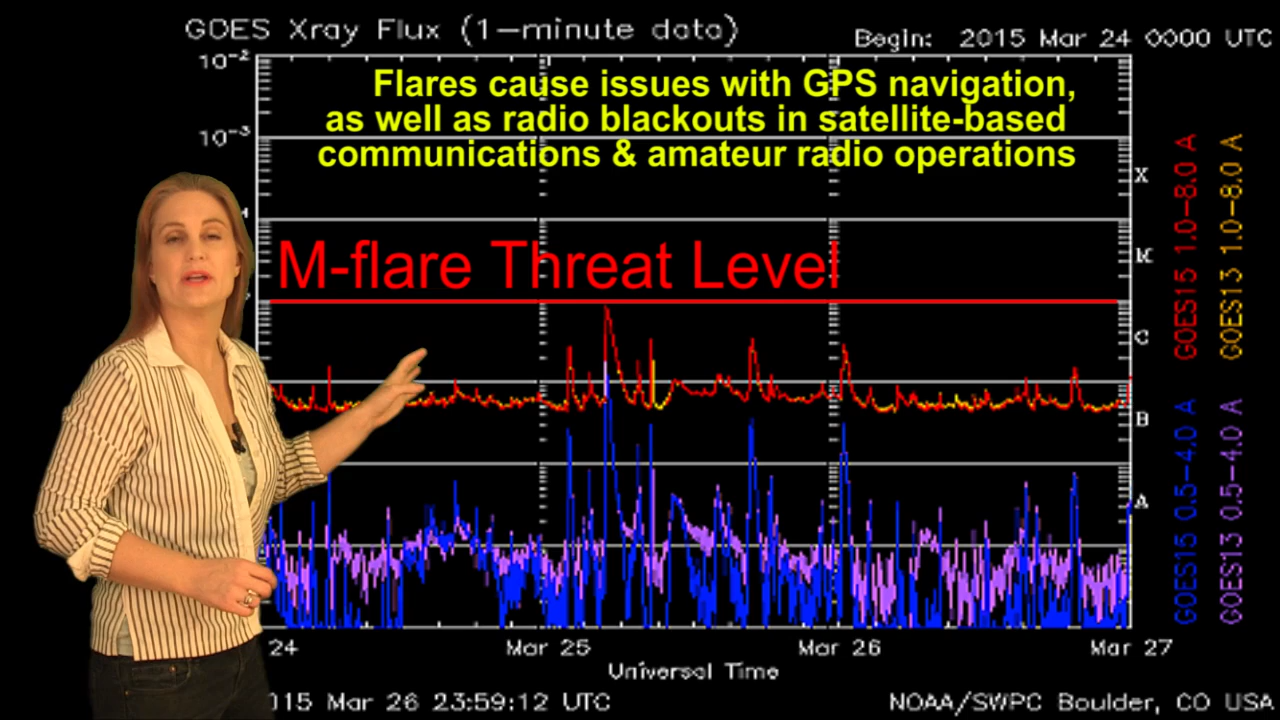 GOES Xray Flux (1-minute data)
Begin: 2015 Mar 24 0000 UTC
10-2
Flares cause issues with GPS navigation,
as well as radio blackouts in satellite-based
communications & amateur radio operations
10-3
X
M-flare Threat Level
M
C
B
A
GOES15 1.0-8.0 A
GOES13 1.0-8.0 A
GOES15 0.5-4.0 A
GOES13 0.5-4.0 A
24
Mar 25
Mar 26
Mar 27
Universal Time
015 Mar 26 23:59:12 UTC
NOAA/SWPC Boulder, CO USA